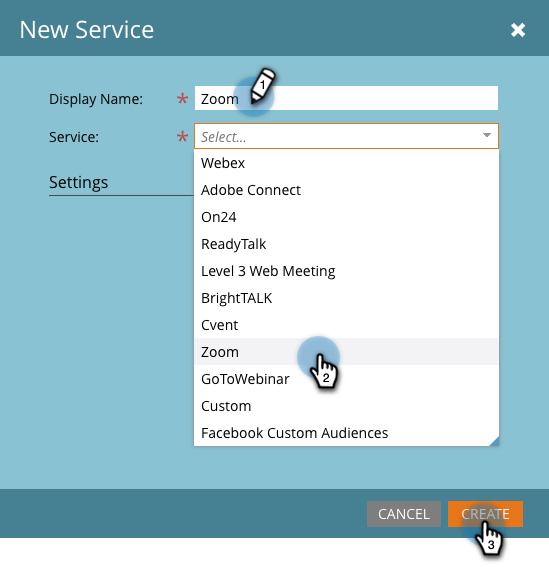 New Service
Display Name: * Zoom 1
Service: * Select...
Webex
Settings
Adobe Connect
On24
ReadyTalk
Level 3 Web Meeting
BrightTALK
Cvent
Zoom
2
GoToWebinar
Custom
Facebook Custom Audiences
CANCEL CREATE
3